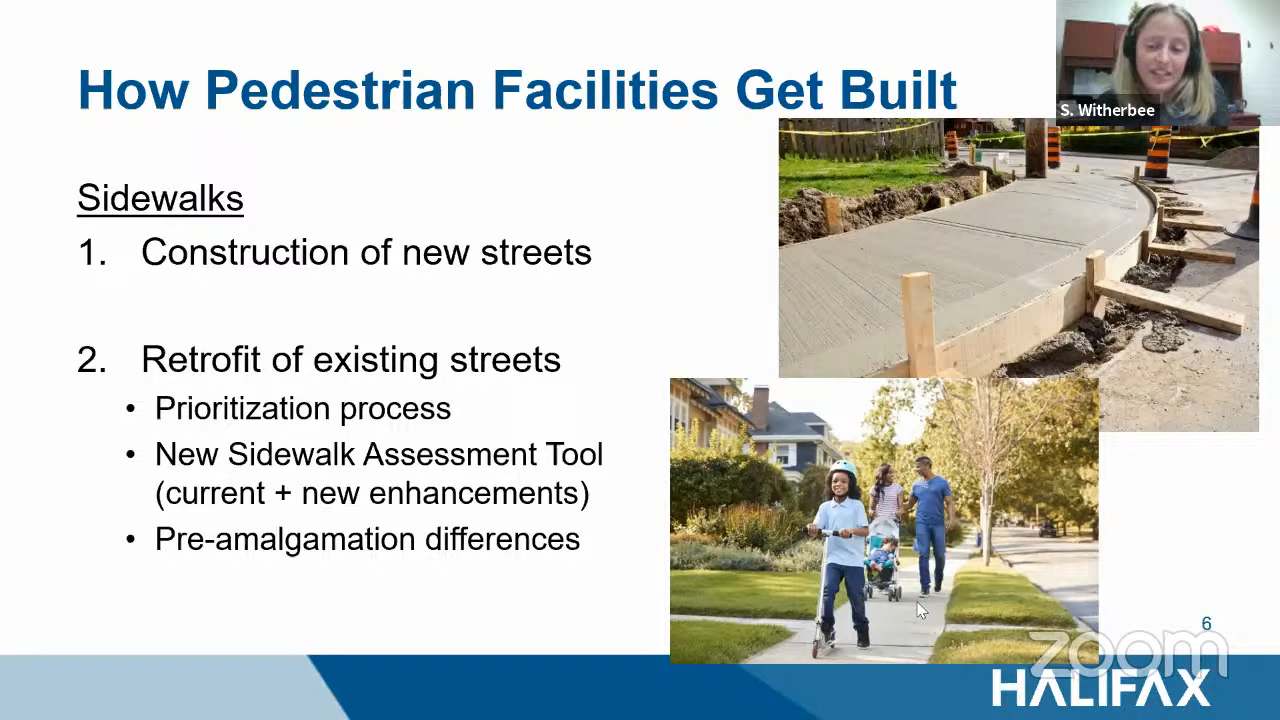 How Pedestrian Facilities Get Built
S. Witherbee
Sidewalks
1. Construction of new streets
2. Retrofit of existing streets
• Prioritization process
• New Sidewalk Assessment Tool
(current + new enhancements)
• Pre-amalgamation differences
6
zoom
HALIFAX